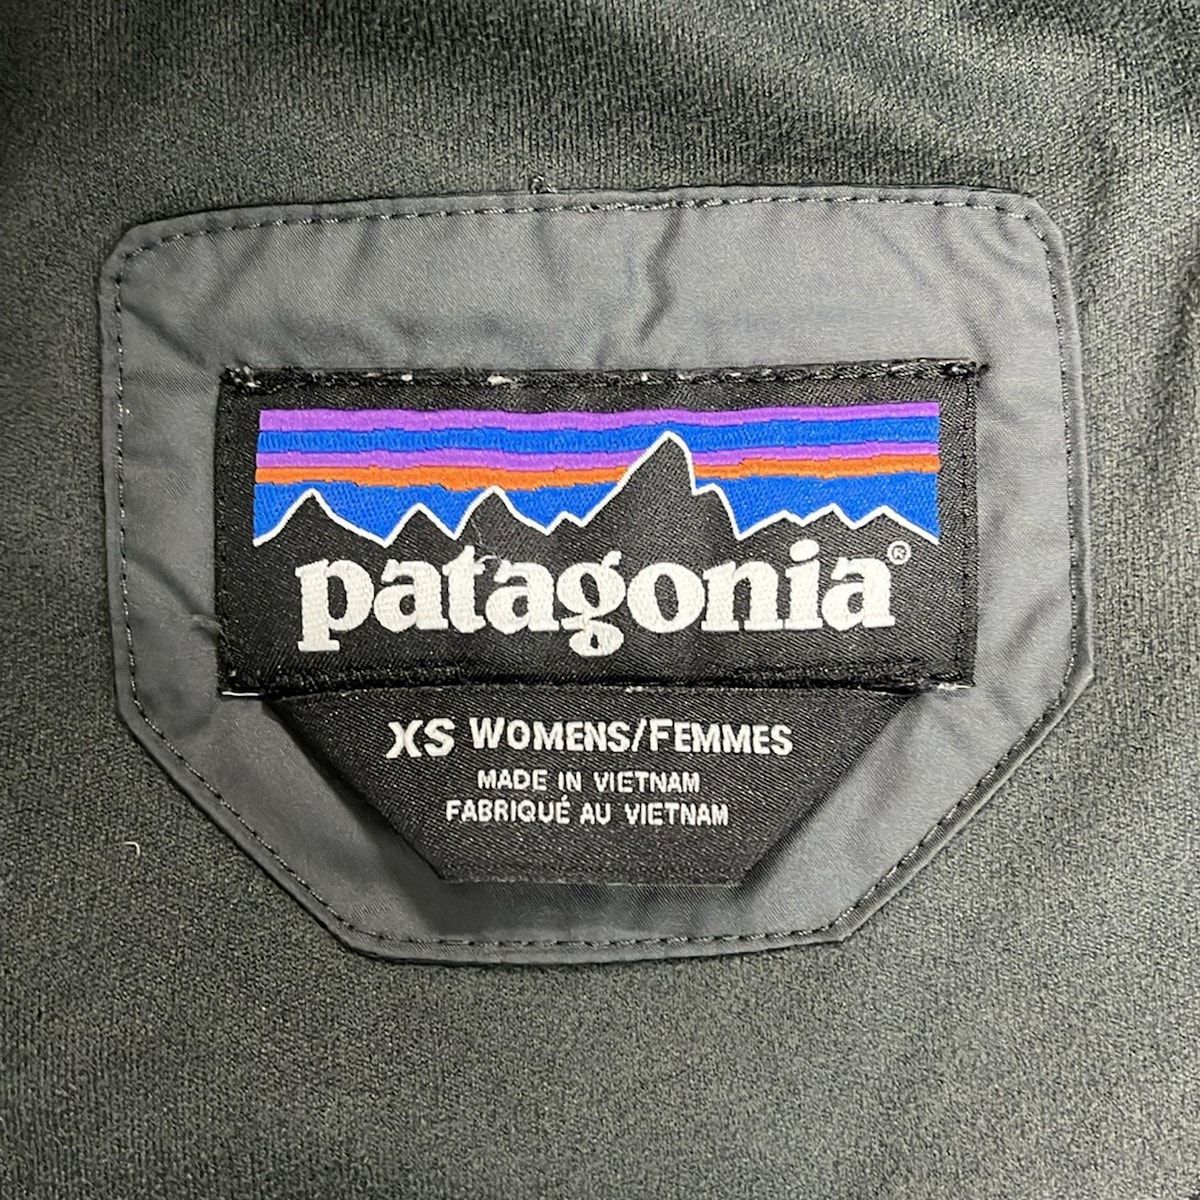 patagonia®
XS WOMENS/FEMMES
MADE IN VIETNAM
FABRIQUÉ AU VIETNAM